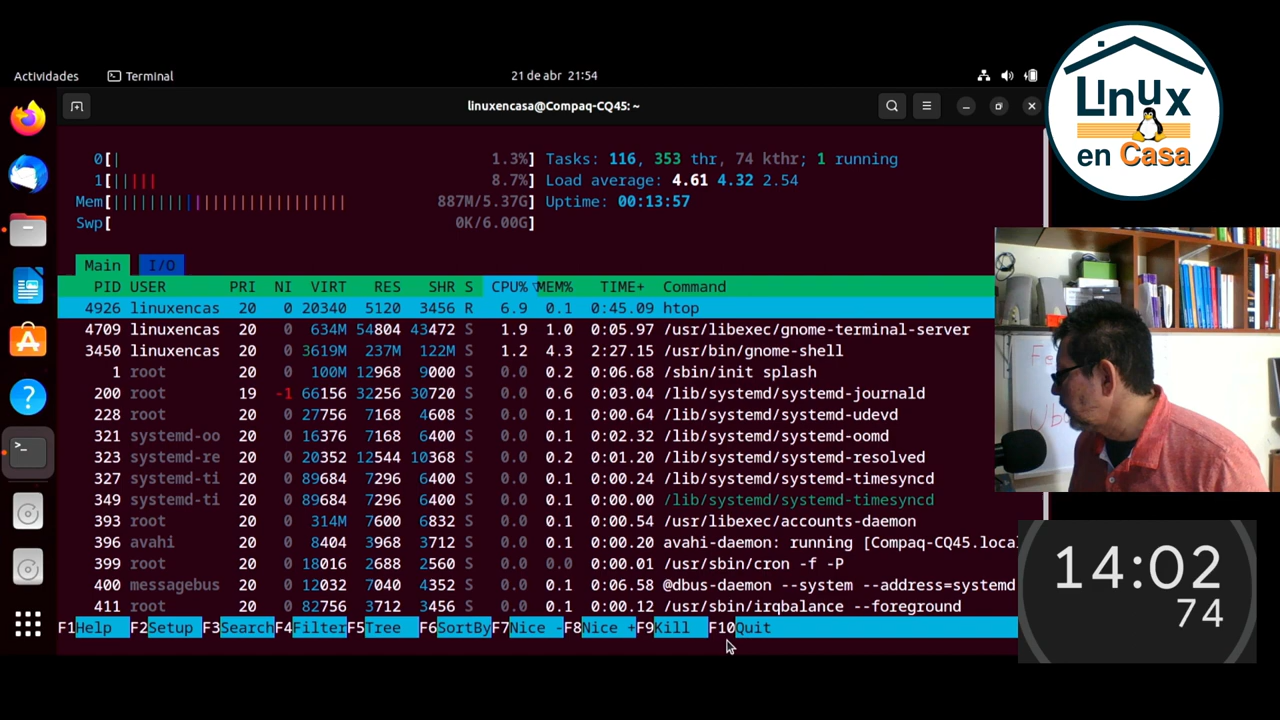 Actividades Terminal 21 de abr 21:54
Linux
en Casa
linuxencasa@Compaq-CQ45: ~
0[| 1.3%] Tasks: 116, 353 thr, 74 kthr; 1 running
1[||||| 8.7%] Load average: 4.61 4.32 2.54
Mem[||||||||||||||||||||||||||| 887M/5.37G] Uptime: 00:13:57
Swp[ 0K/6.00G]
Main I/O
PID USER PRI NI VIRT RES SHR S CPU%▽MEM% TIME+ Command
4926 linuxencas 20 0 20340 5120 3456 R 6.9 0.1 0:45.09 htop
4709 linuxencas 20 0 634M 54804 43472 S 1.9 1.0 0:05.97 /usr/libexec/gnome-terminal-server
3450 linuxencas 20 0 3619M 237M 122M S 1.2 4.3 2:27.15 /usr/bin/gnome-shell
1 root 20 0 100M 12968 9000 S 0.0 0.2 0:06.68 /sbin/init splash
200 root 19 -1 66156 32256 30720 S 0.0 0.6 0:03.04 /lib/systemd/systemd-journald
228 root 20 0 27756 7168 4608 S 0.0 0.1 0:00.64 /lib/systemd/systemd-udevd
321 systemd-oo 20 0 16376 7168 6400 S 0.0 0.1 0:02.32 /lib/systemd/systemd-oomd
323 systemd-re 20 0 20352 12544 10368 S 0.0 0.2 0:01.20 /lib/systemd/systemd-resolved
327 systemd-ti 20 0 89684 7296 6400 S 0.0 0.1 0:00.24 /lib/systemd/systemd-timesyncd
349 systemd-ti 20 0 89684 7296 6400 S 0.0 0.1 0:00.00 /lib/systemd/systemd-timesyncd
393 root 20 0 314M 7600 6832 S 0.0 0.1 0:00.54 /usr/libexec/accounts-daemon
396 avahi 20 0 8404 3968 3712 S 0.0 0.1 0:00.20 avahi-daemon: running [Compaq-CQ45.loca
399 root 20 0 18016 2688 2560 S 0.0 0.0 0:00.01 /usr/sbin/cron -f -P
400 messagebus 20 0 12032 7040 4352 S 0.0 0.1 0:06.58 @dbus-daemon --system --address=systemd
411 root 20 0 82756 3712 3456 S 0.0 0.1 0:00.12 /usr/sbin/irqbalance --foreground
F1Help F2Setup F3SearchF4FilterF5Tree F6SortByF7Nice -F8Nice +F9Kill F10Quit
14:02
74